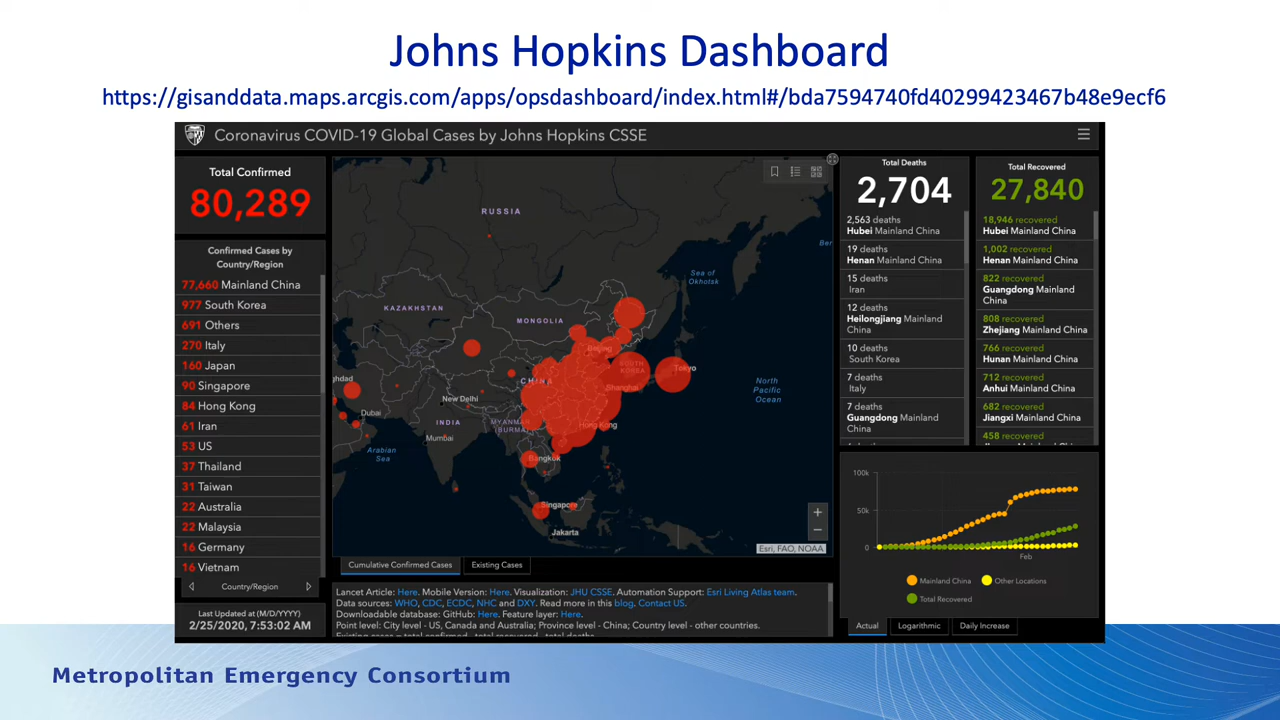 Johns Hopkins Dashboard
https://gisanddata.maps.arcgis.com/apps/opsdashboard/index.html#/bda7594740fd40299423467b48e9ecf6
Coronavirus COVID-19 Global Cases by Johns Hopkins CSSE
Total Confirmed
80,289
Confirmed Cases by
Country/Region
77,660 Mainland China
977 South Korea
691 Others
270 Italy
160 Japan
90 Singapore
84 Hong Kong
61 Iran
53 US
37 Thailand
31 Taiwan
22 Australia
22 Malaysia
16 Germany
16 Vietnam
Country/Region
Last Updated at (M/D/YYYY)
2/25/2020, 7:53:02 AM
RUSSIA
Sea of
Okhotsk
KAZAKHSTAN
MONGOLIA
Beijing
SOUTH
KOREA
Tokyo
CHINA
Shanghai
North
Pacific
Ocean
New Delhi
Dubai
INDIA
MYANMAR
(BURMA)
Hong Kong
Mumbai
Arabian
Sea
Bangkok
Singapore
Jakarta
+
−
Esri, FAO, NOAA
Cumulative Confirmed Cases
Existing Cases
Lancet Article: Here. Mobile Version: Here. Visualization: JHU CSSE. Automation Support: Esri Living Atlas team.
Data sources: WHO, CDC, ECDC, NHC and DXY. Read more in this blog. Contact US.
Downloadable database: GitHub: Here. Feature layer: Here.
Point level: City level - US, Canada and Australia; Province level - China; Country level - other countries.
Existing cases = total confirmed - total recovered - total deaths
Total Deaths
2,704
2,563 deaths
Hubei Mainland China
19 deaths
Henan Mainland China
15 deaths
Iran
12 deaths
Heilongjiang Mainland
China
10 deaths
South Korea
7 deaths
Italy
7 deaths
Guangdong Mainland
China
Total Recovered
27,840
18,946 recovered
Hubei Mainland China
1,002 recovered
Henan Mainland China
822 recovered
Guangdong Mainland
China
808 recovered
Zhejiang Mainland China
766 recovered
Hunan Mainland China
712 recovered
Anhui Mainland China
682 recovered
Jiangxi Mainland China
458 recovered
100k
50k
0
Feb
Mainland China
Other Locations
Total Recovered
Actual
Logarithmic
Daily Increase
Metropolitan Emergency Consortium